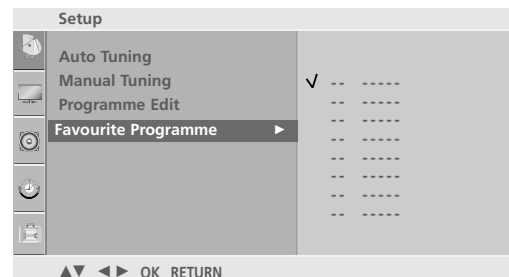 Setup
Auto Tuning
Manual Tuning
Programme Edit
Favourite Programme ►
√ -- -----
-- -----
-- -----
-- -----
-- -----
-- -----
-- -----
-- -----
▲▼ ◄► OK RETURN